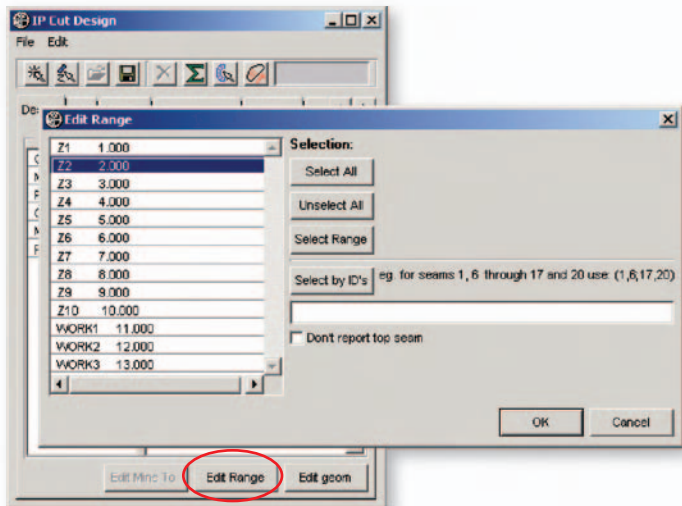 IP Cut Design
File Edit
Edit Range
Z1 1.000
Z2 2.000
Z3 3.000
Z4 4.000
Z5 5.000
Z6 6.000
Z7 7.000
Z8 8.000
Z9 9.000
Z10 10.000
WORK1 11.000
WORK2 12.000
WORK3 13.000
Selection:
Select All
Unselect All
Select Range
Select by ID's eg. for seams 1, 6 through 17 and 20 use: (1,6;17,20)
Don't report top seam
OK Cancel
Edit Mine To Edit Range Edit geom